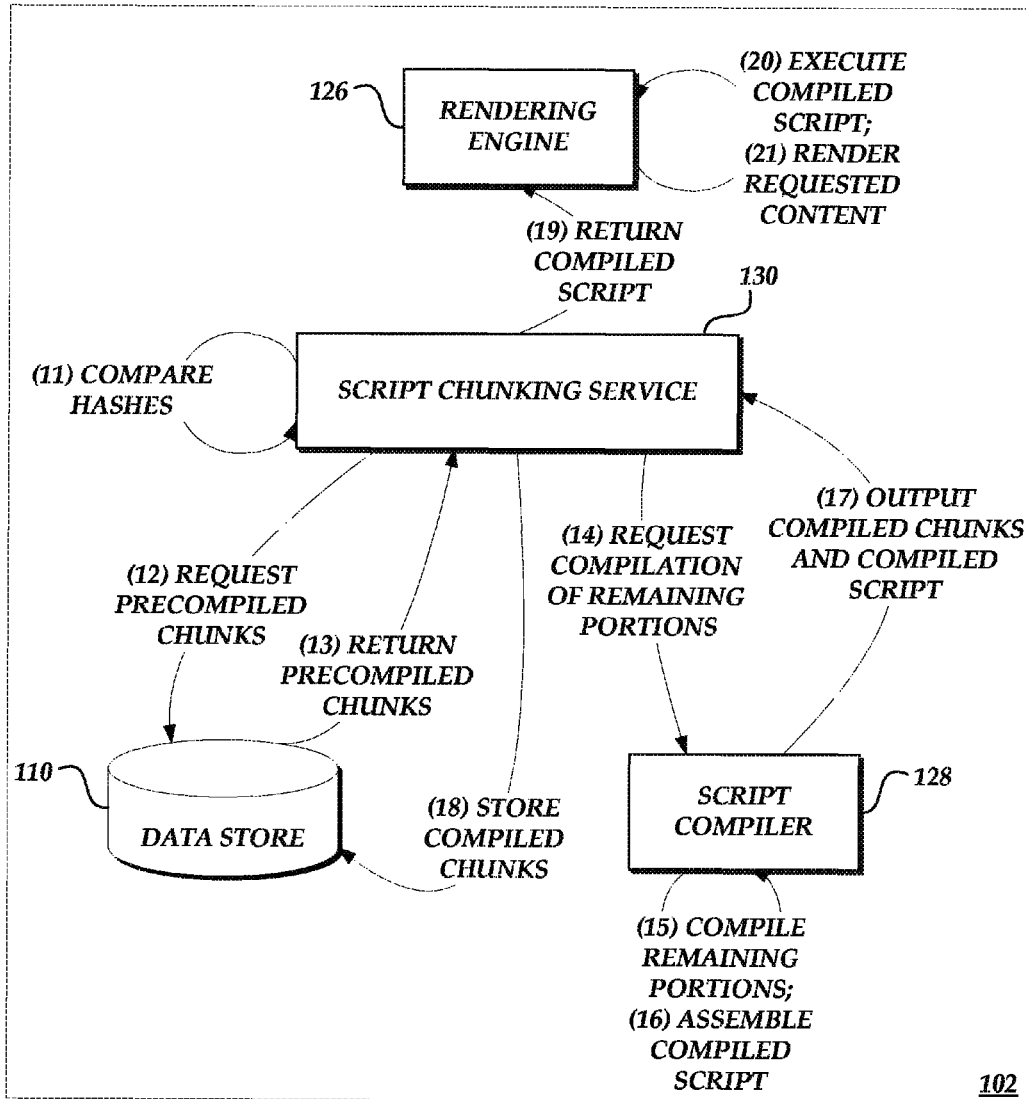 126
RENDERING
ENGINE
(20) EXECUTE
COMPILED
SCRIPT;
(21) RENDER
REQUESTED
CONTENT
(19) RETURN
COMPILED
SCRIPT
130
(11) COMPARE
HASHES
SCRIPT CHUNKING SERVICE
(12) REQUEST
PRECOMPILED
CHUNKS
(13) RETURN
PRECOMPILED
CHUNKS
(14) REQUEST
COMPILATION
OF REMAINING
PORTIONS
(17) OUTPUT
COMPILED CHUNKS
AND COMPILED
SCRIPT
110
DATA STORE
(18) STORE
COMPILED
CHUNKS
SCRIPT
COMPILER
128
(15) COMPILE
REMAINING
PORTIONS;
(16) ASSEMBLE
COMPILED
SCRIPT
102